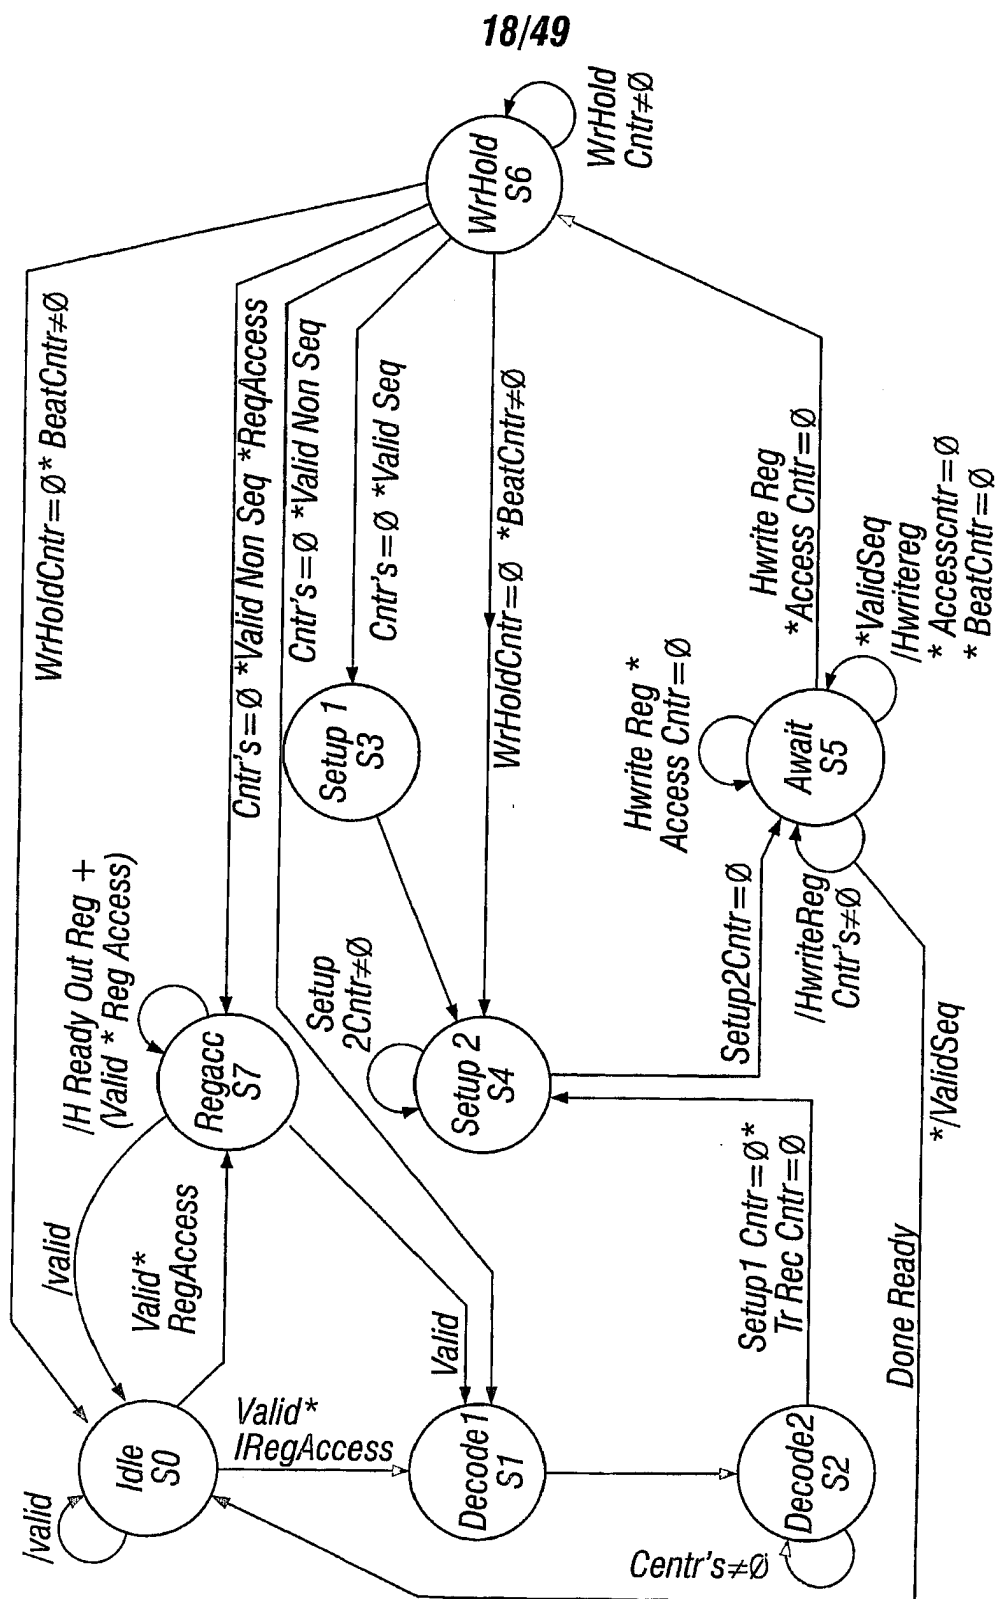 18/49
WrHold
S6
WrHold
Cntr≠Ø
WrHoldCntr=Ø* BeatCntr≠Ø
Cntr's=Ø *Valid Non Seq *ReqAccess
Cntr's=Ø *Valid Non Seq
Cntr's=Ø *Valid Seq
WrHoldCntr=Ø *BeatCntr≠Ø
Hwrite Reg
*Access Cntr=Ø
*ValidSeq
/Hwritereg
* Accesscntr=Ø
* BeatCntr=Ø
Setup 1
S3
Hwrite Reg *
Access Cntr=Ø
Await
S5
/HwriteReg
Cntr's≠Ø
*/ValidSeq
/H Ready Out Reg +
(Valid * Reg Access)
Regacc
S7
Setup
2Cntr≠Ø
Setup 2
S4
Setup2Cntr=Ø
/valid
Valid*
RegAccess
Valid
Setup1 Cntr=Ø*
Tr Rec Cntr=Ø
Done Ready
Idle
S0
/valid
Valid*
IRegAccess
Decode1
S1
Decode2
S2
Centr's≠Ø